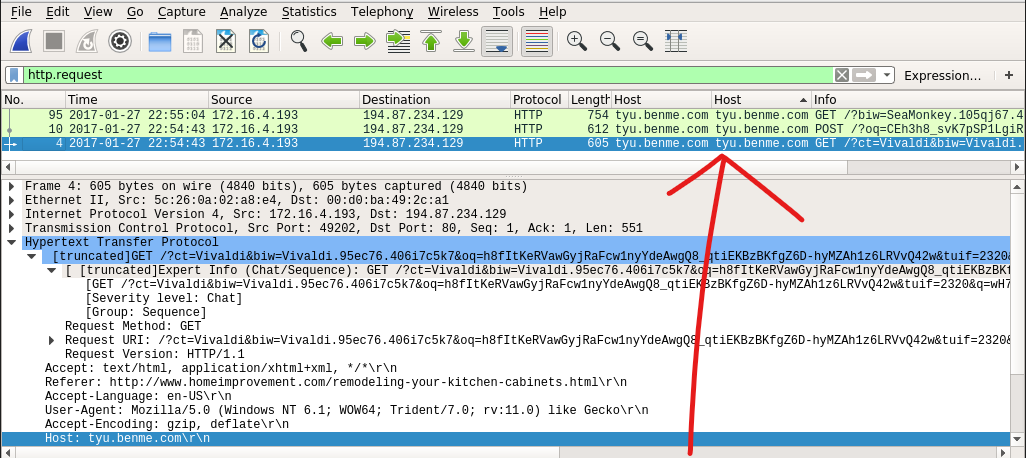 File Edit View Go Capture Analyze Statistics Telephony Wireless Tools Help
http.request Expression... +
No. Time Source Destination Protocol Length Host Host Info
95 2017-01-27 22:55:04 172.16.4.193 194.87.234.129 HTTP 754 tyu.benme.com tyu.benme.com GET /?biw=SeaMonkey.105qj67.4
10 2017-01-27 22:54:43 172.16.4.193 194.87.234.129 HTTP 612 tyu.benme.com tyu.benme.com POST /?oq=CEh3h8_svK7pSP1LgiR
4 2017-01-27 22:54:43 172.16.4.193 194.87.234.129 HTTP 605 tyu.benme.com tyu.benme.com GET /?ct=Vivaldi&biw=Vivaldi.
Frame 4: 605 bytes on wire (4840 bits), 605 bytes captured (4840 bits)
Ethernet II, Src: 5c:26:0a:02:a8:e4, Dst: 00:d0:ba:49:2c:a1
Internet Protocol Version 4, Src: 172.16.4.193, Dst: 194.87.234.129
Transmission Control Protocol, Src Port: 49202, Dst Port: 80, Seq: 1, Ack: 1, Len: 551
Hypertext Transfer Protocol
[truncated]GET /?ct=Vivaldi&biw=Vivaldi.95ec76.406i7c5k7&oq=h8fItKeRVawGyjRaFcw1nyYdeAwgQ8_qtiEKBzBKfgZ6D-hyMZAh1z6LRVvQ42w&tuif=2320&
[ [truncated]Expert Info (Chat/Sequence): GET /?ct=Vivaldi&biw=Vivaldi.95ec76.406i7c5k7&oq=h8fItKeRVawGyjRaFcw1nyYdeAwgQ8_qtiEKBzBKf
[GET /?ct=Vivaldi&biw=Vivaldi.95ec76.406i7c5k7&oq=h8fItKeRVawGyjRaFcw1nyYdeAwgQ8_qtiEKBzBKfgZ6D-hyMZAh1z6LRVvQ42w&tuif=2320&q=wH7
[Severity level: Chat]
[Group: Sequence]
Request Method: GET
Request URI: /?ct=Vivaldi&biw=Vivaldi.95ec76.406i7c5k7&oq=h8fItKeRVawGyjRaFcw1nyYdeAwgQ8_qtiEKBzBKfgZ6D-hyMZAh1z6LRVvQ42w&tuif=2320&
Request Version: HTTP/1.1
Accept: text/html, application/xhtml+xml, */*\r\n
Referer: http://www.homeimprovement.com/remodeling-your-kitchen-cabinets.html\r\n
Accept-Language: en-US\r\n
User-Agent: Mozilla/5.0 (Windows NT 6.1; WOW64; Trident/7.0; rv:11.0) like Gecko\r\n
Accept-Encoding: gzip, deflate\r\n
Host: tyu.benme.com\r\n